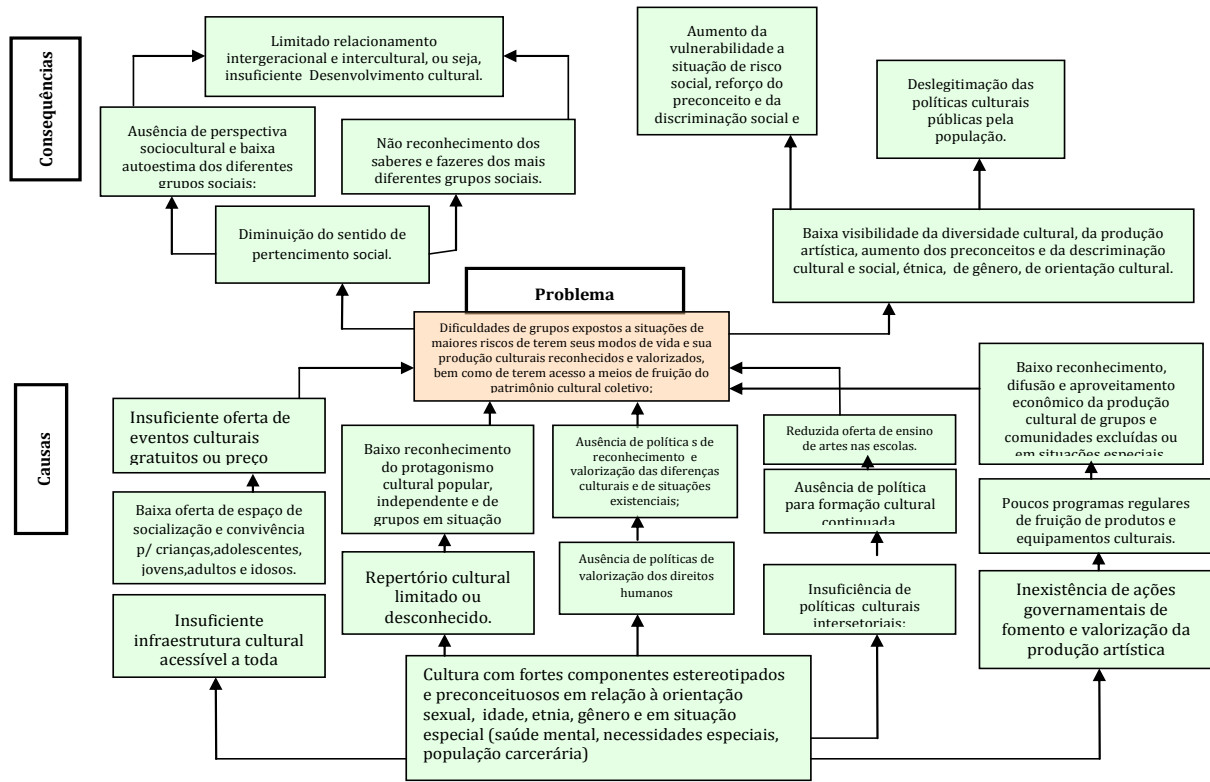 Consequências
Limitado relacionamento
intergeracional e intercultural, ou seja,
insuficiente Desenvolvimento cultural.
Aumento da
vulnerabilidade a
situação de risco
social, reforço do
preconceito e da
discriminação social e
Deslegitimação das
políticas culturais
públicas pela
população.
Ausência de perspectiva
sociocultural e baixa
autoestima dos diferentes
grupos sociais;
Não reconhecimento dos
saberes e fazeres dos mais
diferentes grupos sociais.
Diminuição do sentido de
pertencimento social.
Baixa visibilidade da diversidade cultural, da produção
artística, aumento dos preconceitos e da descriminação
cultural e social, étnica, de gênero, de orientação cultural.
Problema
Dificuldades de grupos expostos a situações de
maiores riscos de terem seus modos de vida e sua
produção culturais reconhecidos e valorizados,
bem como de terem acesso a meios de fruição do
patrimônio cultural coletivo;
Causas
Insuficiente oferta de
eventos culturais
gratuitos ou preço
Baixo reconhecimento
do protagonismo
cultural popular,
independente e de
grupos em situação
Ausência de política s de
reconhecimento e
valorização das diferenças
culturais e de situações
existenciais;
Reduzida oferta de ensino
de artes nas escolas.
Baixo reconhecimento,
difusão e aproveitamento
econômico da produção
cultural de grupos e
comunidades excluídas ou
em situações especiais
Baixa oferta de espaço de
socialização e convivência
p/ crianças,adolescentes,
jovens,adultos e idosos.
Ausência de política
para formação cultural
continuada
Poucos programas regulares
de fruição de produtos e
equipamentos culturais.
Repertório cultural
limitado ou
desconhecido.
Ausência de políticas de
valorização dos direitos
humanos
Insuficiência de
políticas culturais
intersetoriais;
Inexistência de ações
governamentais de
fomento e valorização da
produção artística
Insuficiente
infraestrutura cultural
acessível a toda
Cultura com fortes componentes estereotipados
e preconceituosos em relação à orientação
sexual, idade, etnia, gênero e em situação
especial (saúde mental, necessidades especiais,
população carcerária)